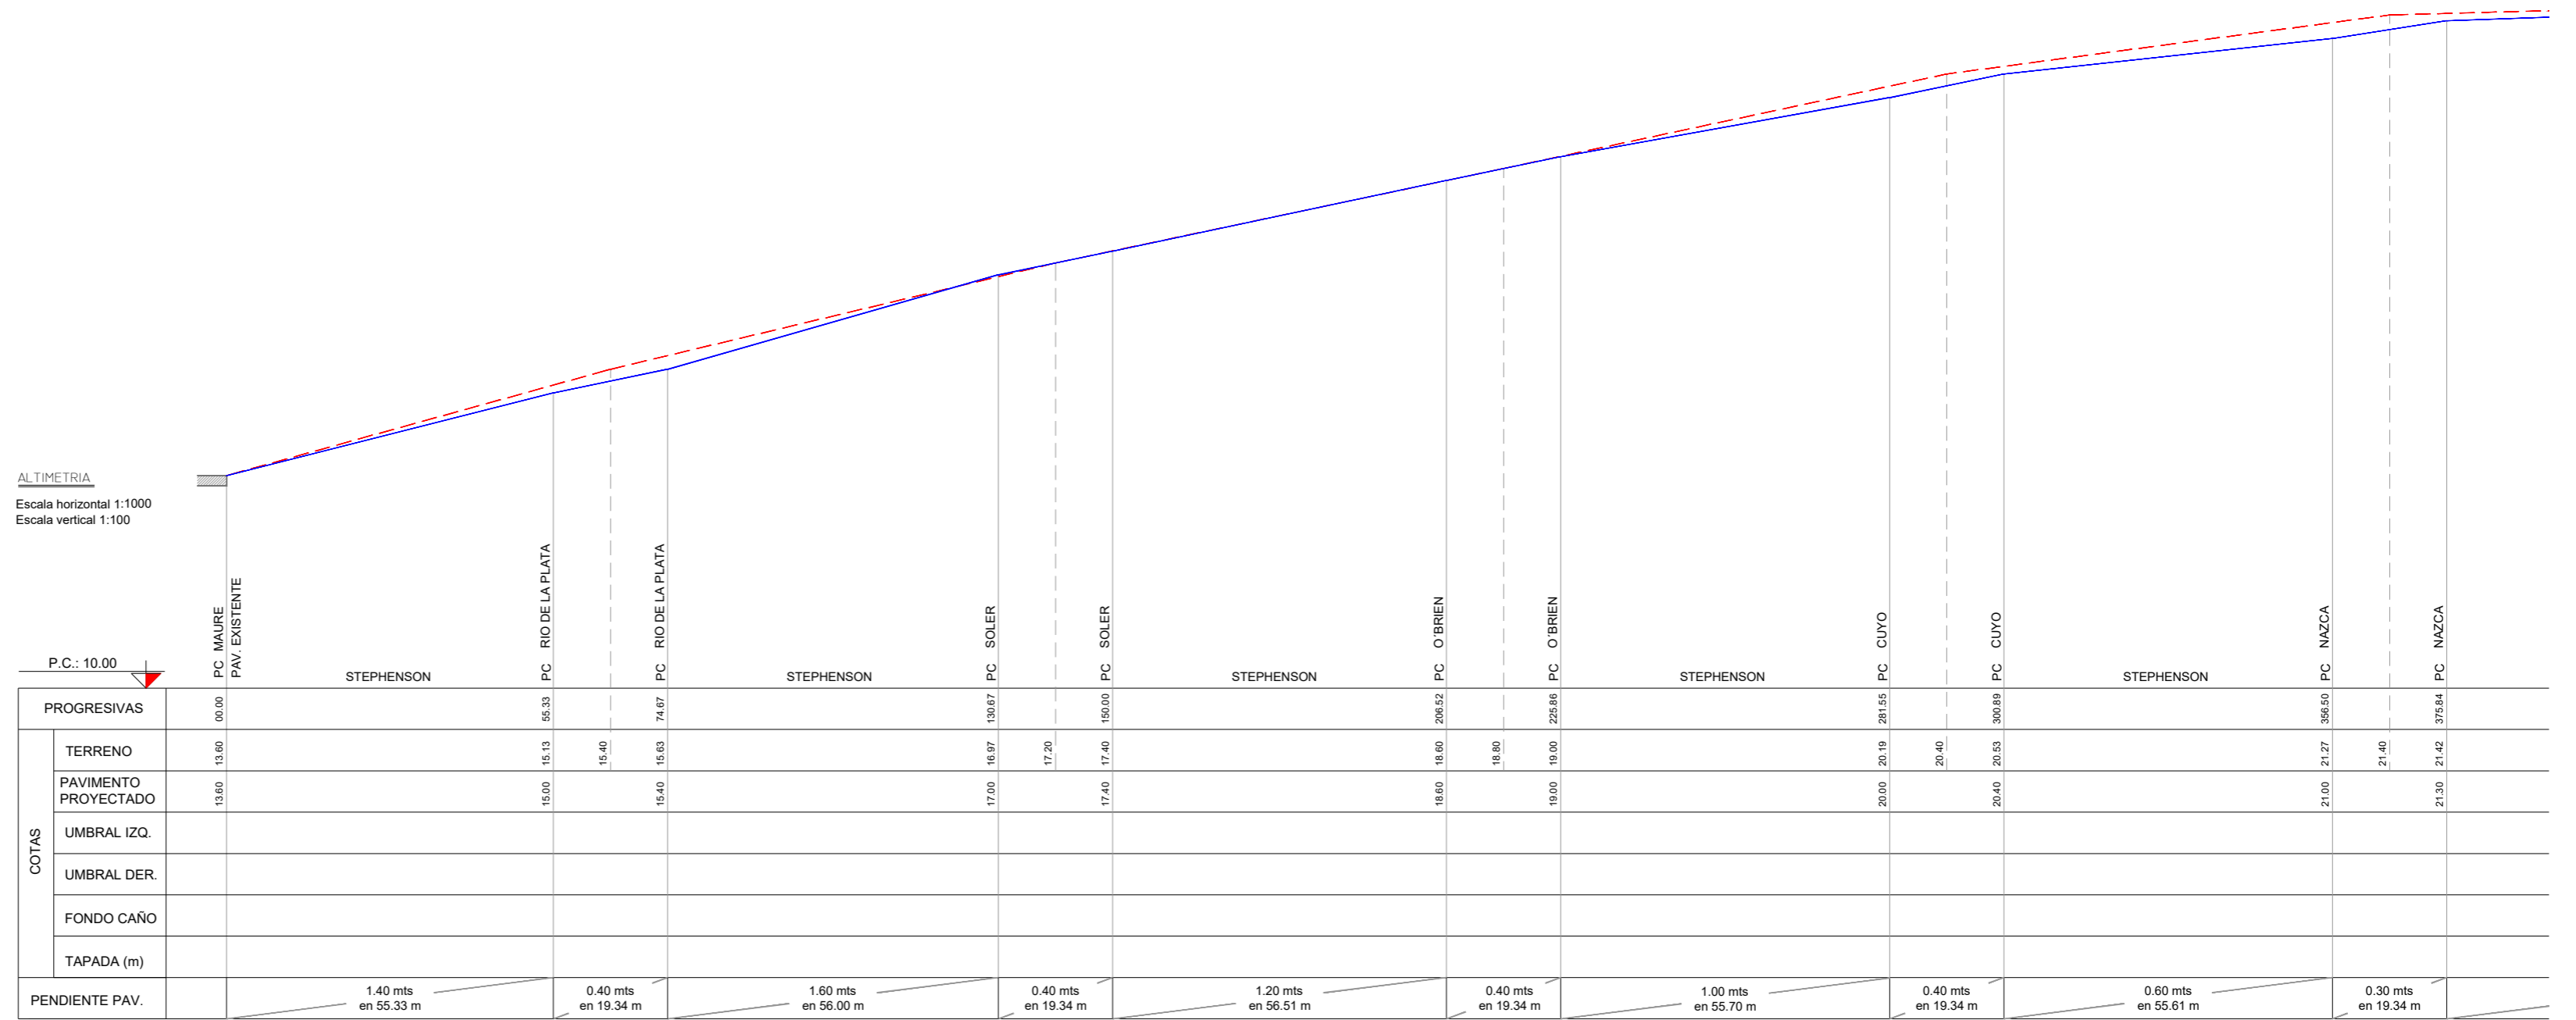 ALTIMETRIA
Escala horizontal 1:1000
Escala vertical 1:100
P.C.: 10.00
PC MAURE
PAV. EXISTENTE
STEPHENSON
PC RIO DE LA PLATA
PC RIO DE LA PLATA
STEPHENSON
PC SOLER
PC SOLER
STEPHENSON
PC O´BRIEN
PC O´BRIEN
STEPHENSON
PC CUYO
PC CUYO
STEPHENSON
PC NAZCA
PC NAZCA
PROGRESIVAS 00.00 55.33 74.67 130.67 150.00 206.52 225.86 281.55 300.89 356.50 375.84
COTAS
TERRENO 13.60 15.13 15.40 15.63 16.97 17.20 17.40 18.60 18.80 19.00 20.19 20.40 20.53 21.27 21.40 21.42
PAVIMENTO
PROYECTADO 13.60 15.00 15.40 17.00 17.40 18.60 19.00 20.00 20.40 21.00 21.30
UMBRAL IZQ.
UMBRAL DER.
FONDO CAÑO
TAPADA (m)
PENDIENTE PAV.
1.40 mts
en 55.33 m
0.40 mts
en 19.34 m
1.60 mts
en 56.00 m
0.40 mts
en 19.34 m
1.20 mts
en 56.51 m
0.40 mts
en 19.34 m
1.00 mts
en 55.70 m
0.40 mts
en 19.34 m
0.60 mts
en 55.61 m
0.30 mts
en 19.34 m